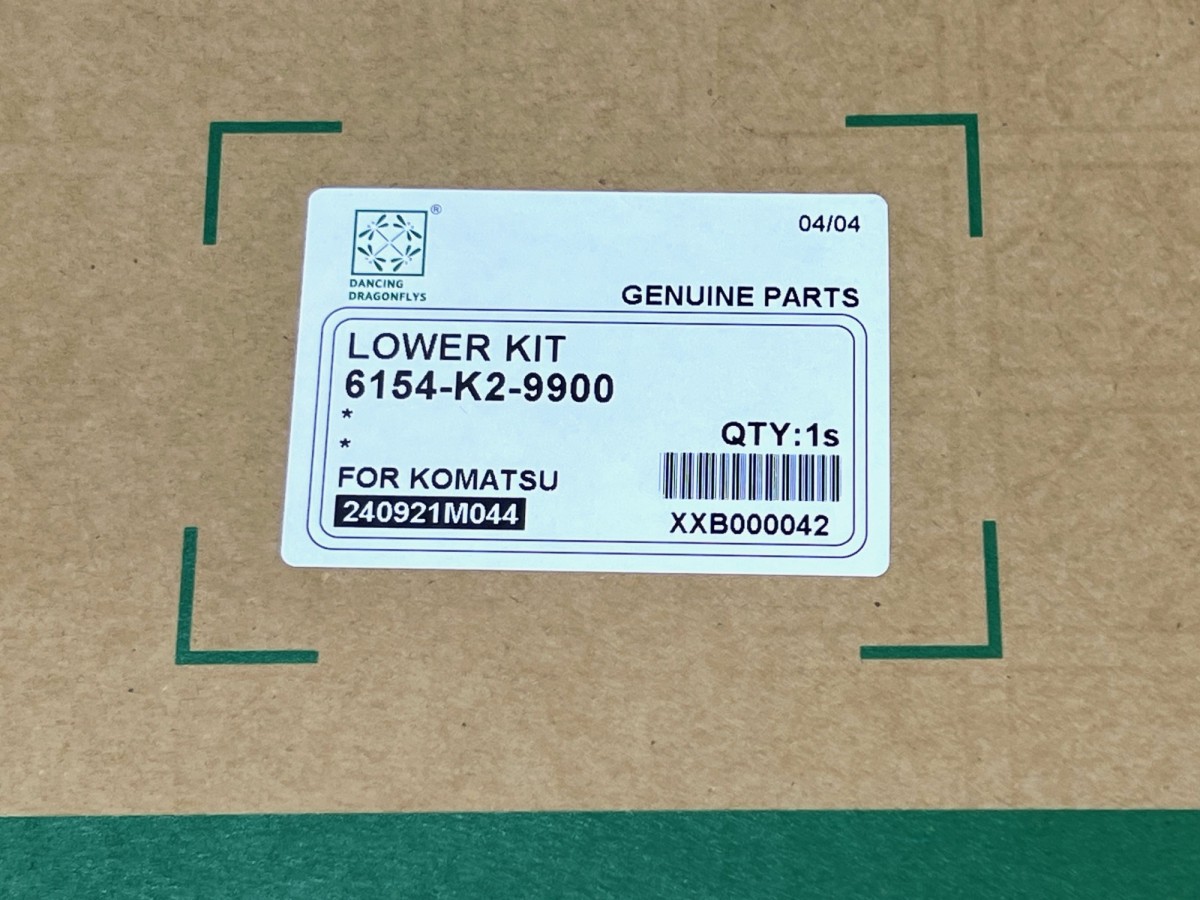 ®
DANCING
DRAGONFLYS
04/04
GENUINE PARTS
LOWER KIT
6154-K2-9900
*
*
QTY:1s
FOR KOMATSU
240921M044
XXB000042